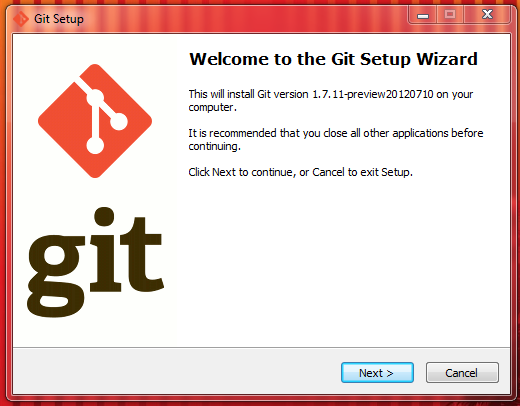 Git Setup
Welcome to the Git Setup Wizard
This will install Git version 1.7.11-preview20120710 on your
computer.
It is recommended that you close all other applications before
continuing.
Click Next to continue, or Cancel to exit Setup.
git
Next >
Cancel